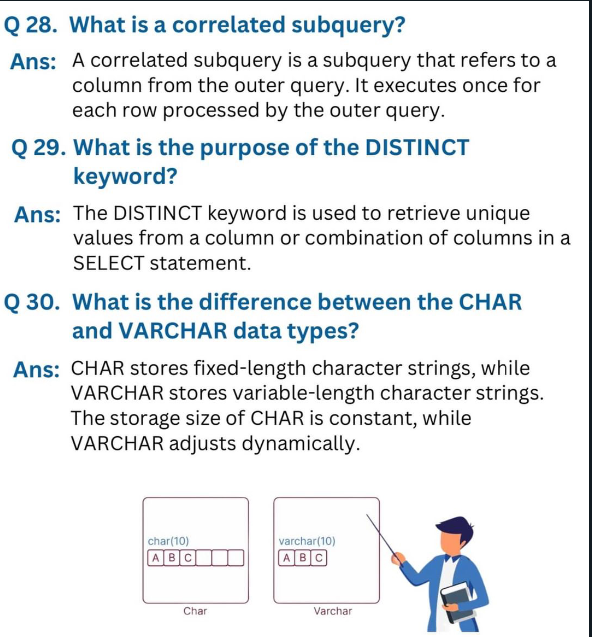 Q 28. What is a correlated subquery?
Ans: A correlated subquery is a subquery that refers to a
column from the outer query. It executes once for
each row processed by the outer query.
Q 29. What is the purpose of the DISTINCT
keyword?
Ans: The DISTINCT keyword is used to retrieve unique
values from a column or combination of columns in a
SELECT statement.
Q 30. What is the difference between the CHAR
and VARCHAR data types?
Ans: CHAR stores fixed-length character strings, while
VARCHAR stores variable-length character strings.
The storage size of CHAR is constant, while
VARCHAR adjusts dynamically.
char(10)
A B C
Char
varchar(10)
A B C
Varchar